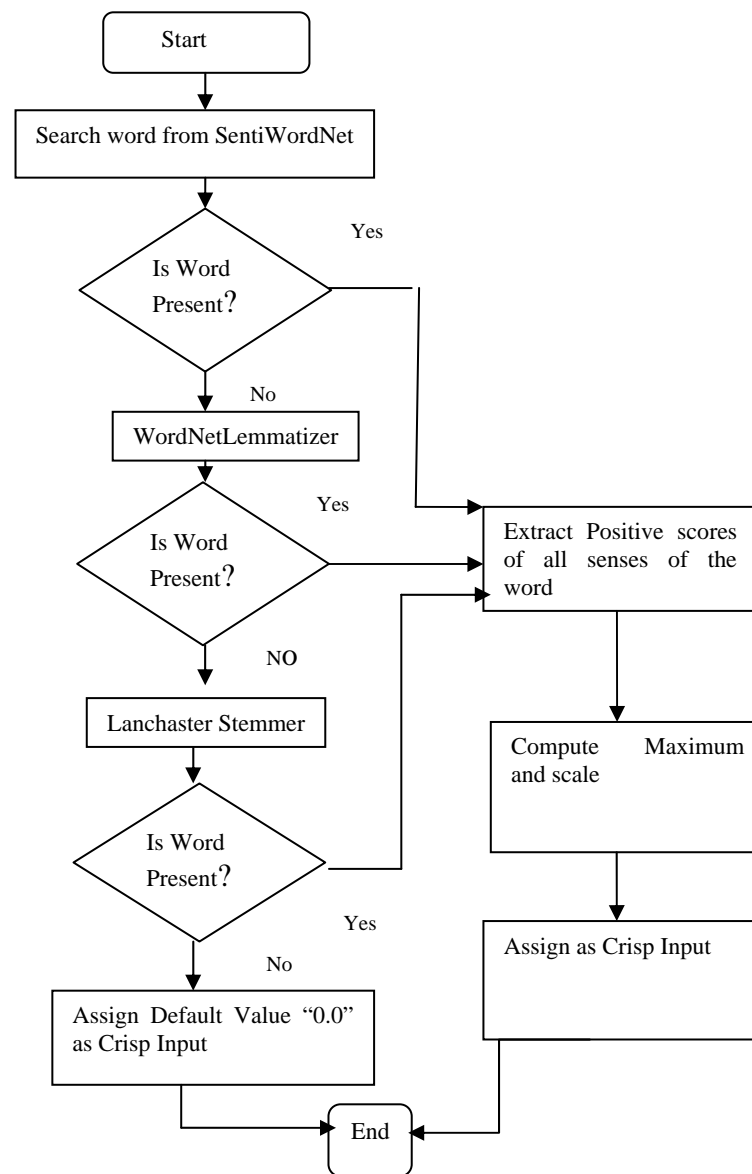 Start
Search word from SentiWordNet
Yes
Is Word
Present?
No
WordNetLemmatizer
Yes
Is Word
Present?
Extract Positive scores
of all senses of the
word
NO
Lanchaster Stemmer
Compute Maximum
and scale
Is Word
Present?
Yes
Assign as Crisp Input
No
Assign Default Value “0.0”
as Crisp Input
End